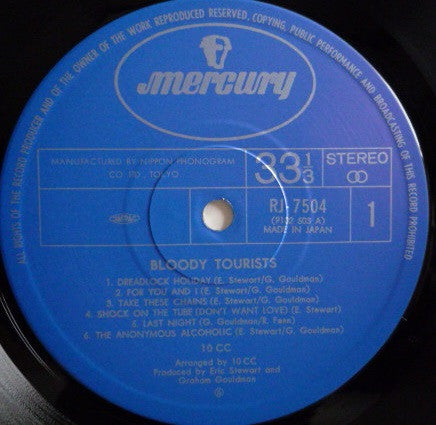 ALL RIGHTS OF THE RECORD PRODUCER AND OF THE OWNER OF THE WORK REPRODUCED RESERVED, COPYING, PUBLIC PERFORMANCE AND BROADCASTING OF THIS RECORD PROHIBITED
mercury
MANUFACTURED BY NIPPON PHONOGRAM
CO. LTD., TOKYO
33 1/3
STEREO
RJ-7504
(9102 503 A)
MADE IN JAPAN
1
BLOODY TOURISTS
1. DREADLOCK HOLIDAY (E. Stewart/G. Gouldman)
2. FOR YOU AND I (E. Stewart/G. Gouldman)
3. TAKE THESE CHAINS (E. Stewart/G. Gouldman)
4. SHOCK ON THE TUBE (DON'T WANT LOVE) (E. Stewart)
5. LAST NIGHT (G. Gouldman/R. Fenn)
6. THE ANONYMOUS ALCOHOLIC (E. Stewart/G. Gouldman)
10 CC
Arranged by 10 CC
Produced by Eric Stewart and
Graham Gouldman